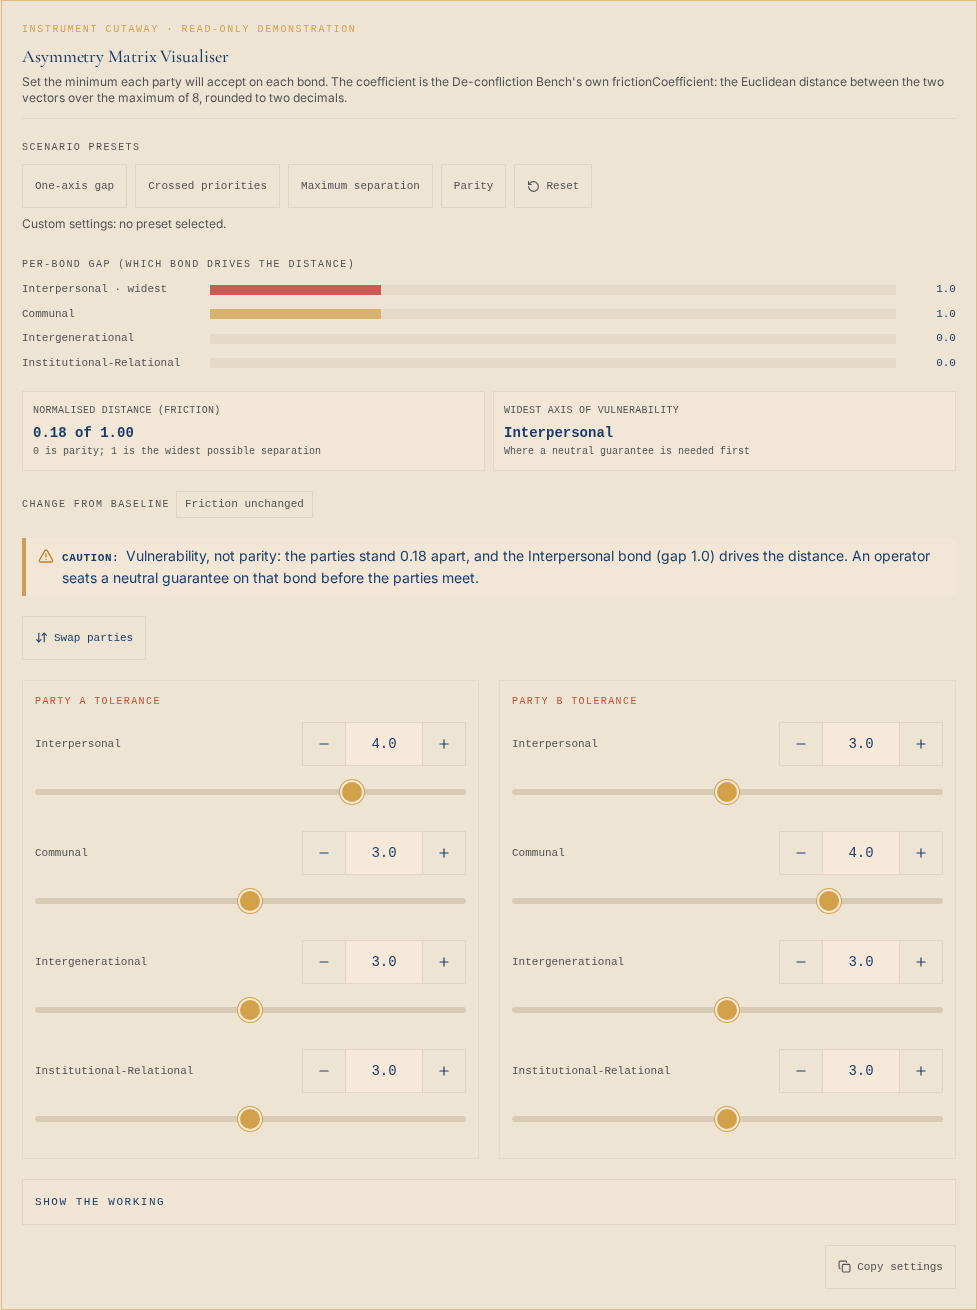 INSTRUMENT CUTAWAY · READ-ONLY DEMONSTRATION
Asymmetry Matrix Visualiser
Set the minimum each party will accept on each bond. The coefficient is the De-confliction Bench's own frictionCoefficient: the Euclidean distance between the two
vectors over the maximum of 8, rounded to two decimals.
SCENARIO PRESETS
One-axis gap
Crossed priorities
Maximum separation
Parity
Reset
Custom settings: no preset selected.
PER-BOND GAP (WHICH BOND DRIVES THE DISTANCE)
Interpersonal · widest 1.0
Communal 1.0
Intergenerational 0.0
Institutional-Relational 0.0
NORMALISED DISTANCE (FRICTION)
0.18 of 1.00
0 is parity; 1 is the widest possible separation
WIDEST AXIS OF VULNERABILITY
Interpersonal
Where a neutral guarantee is needed first
CHANGE FROM BASELINE Friction unchanged
CAUTION: Vulnerability, not parity: the parties stand 0.18 apart, and the Interpersonal bond (gap 1.0) drives the distance. An operator
seats a neutral guarantee on that bond before the parties meet.
Swap parties
PARTY A TOLERANCE
Interpersonal − 4.0 +
Communal − 3.0 +
Intergenerational − 3.0 +
Institutional-Relational − 3.0 +
PARTY B TOLERANCE
Interpersonal − 3.0 +
Communal − 4.0 +
Intergenerational − 3.0 +
Institutional-Relational − 3.0 +
SHOW THE WORKING
Copy settings